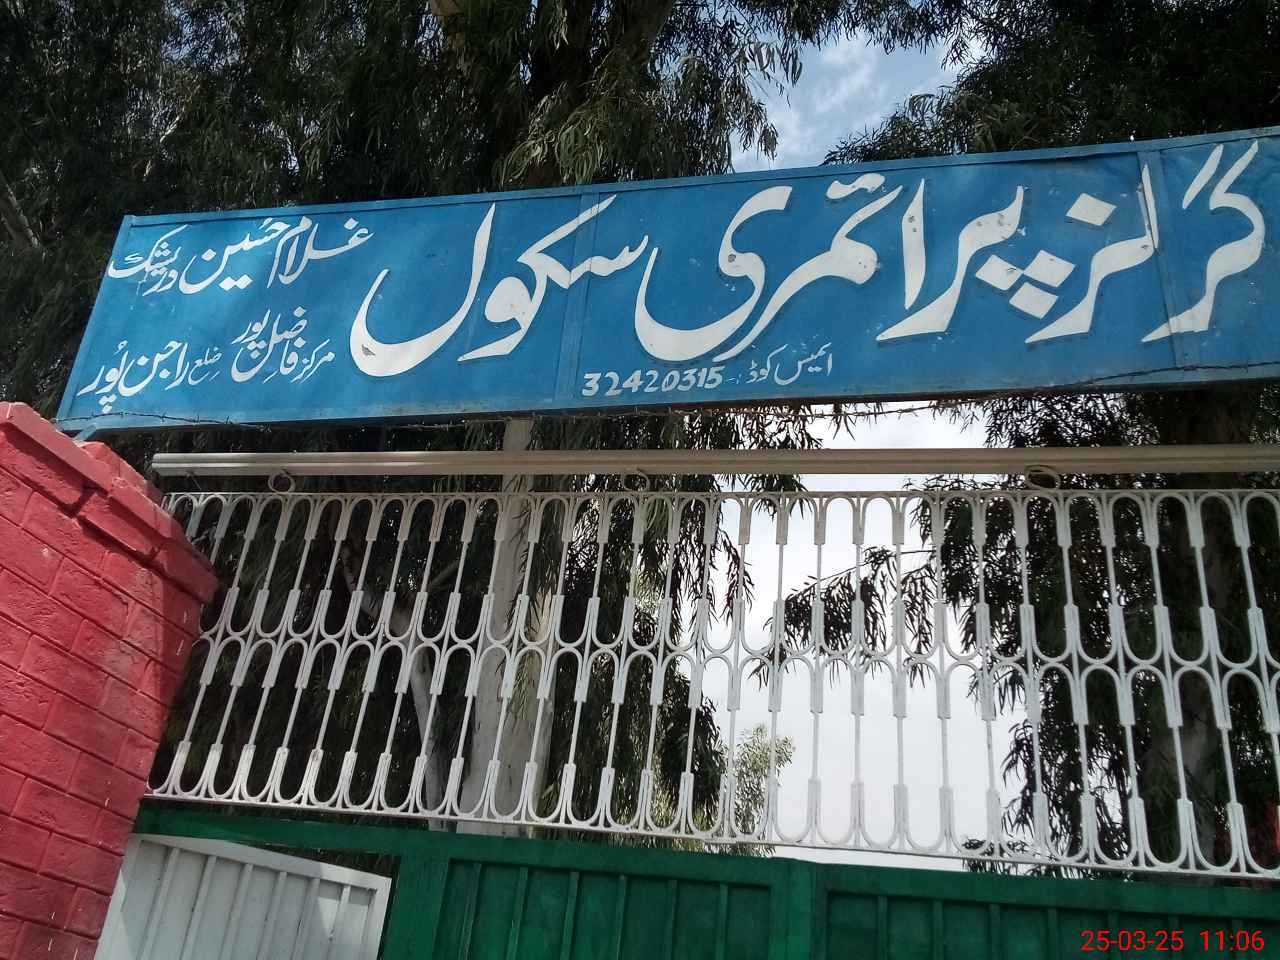 گرلز پرائمری سکول
غلام حسین دریشک
مرکز فاضل پور ضلع راجن پور
ایمس کوڈ:۔ 32420315
25-03-25 11:06